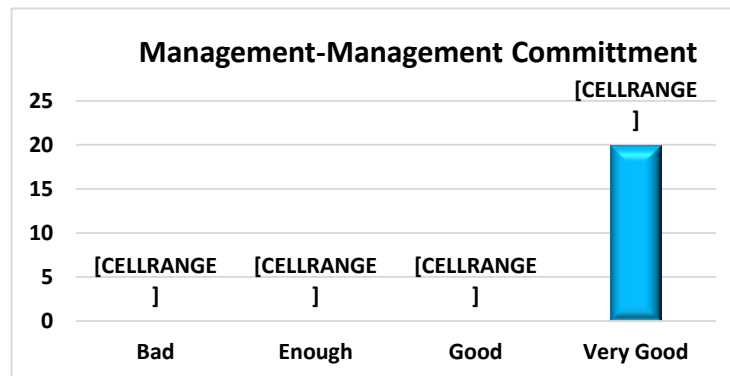 Management-Management Committment
[CELLRANGE
]
25
20
15
10
5
0
[CELLRANGE
]
[CELLRANGE
]
[CELLRANGE
]
Bad
Enough
Good
Very Good